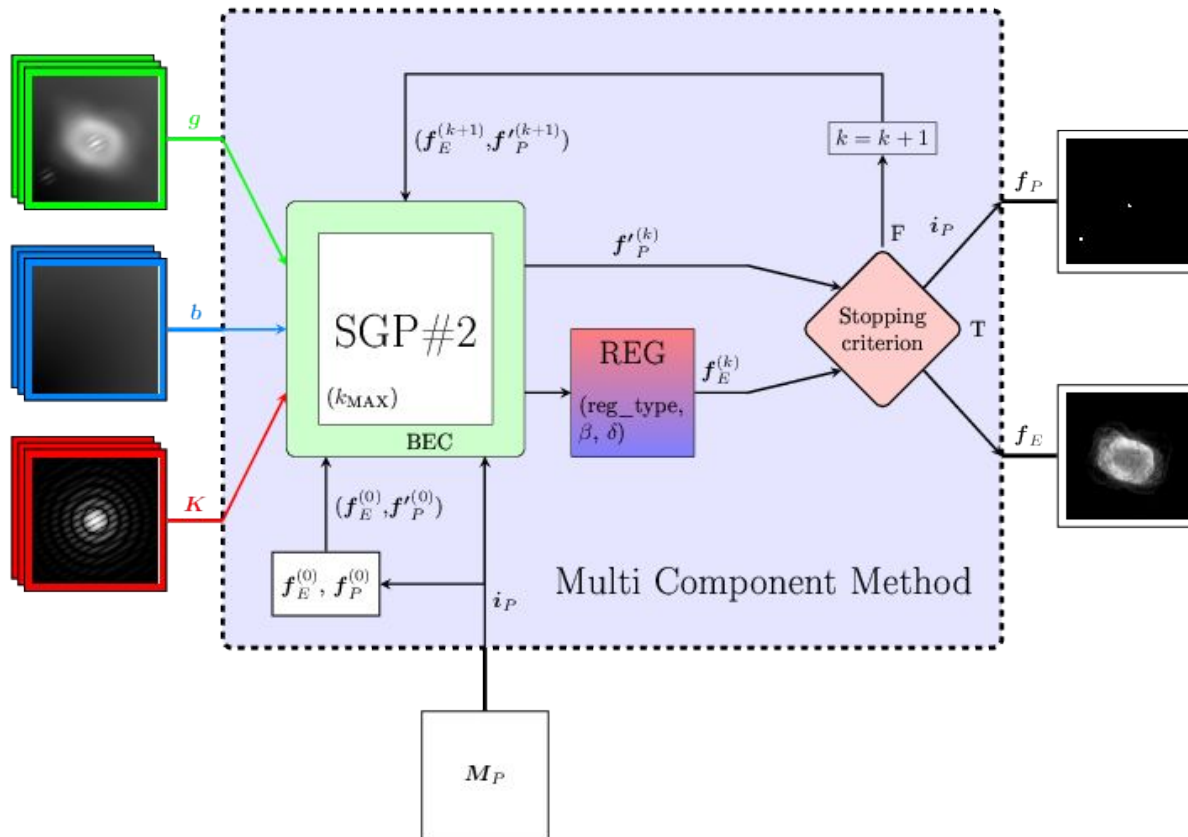 g
b
K
(f_E^{(k+1)}, f'_P^{(k+1)})
k = k + 1
SGP#2
(k_MAX)
BEC
f'_P^{(k)}
REG
(reg_type,
β, δ)
f_E^{(k)}
F
Stopping
criterion
T
i_P
f_P
f_E
(f_E^{(0)}, f'_P^{(0)})
f_E^{(0)}, f_P^{(0)}
i_P
Multi Component Method
M_P